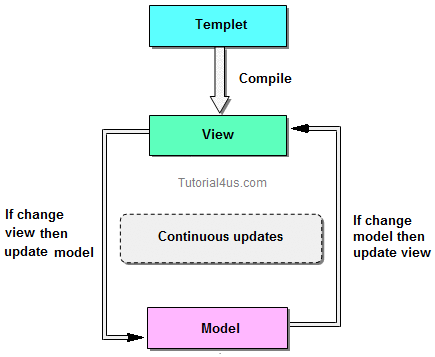 Templet
Compile
View
Tutorial4us.com
If change
view then
update model
Continuous updates
If change
model then
update view
Model